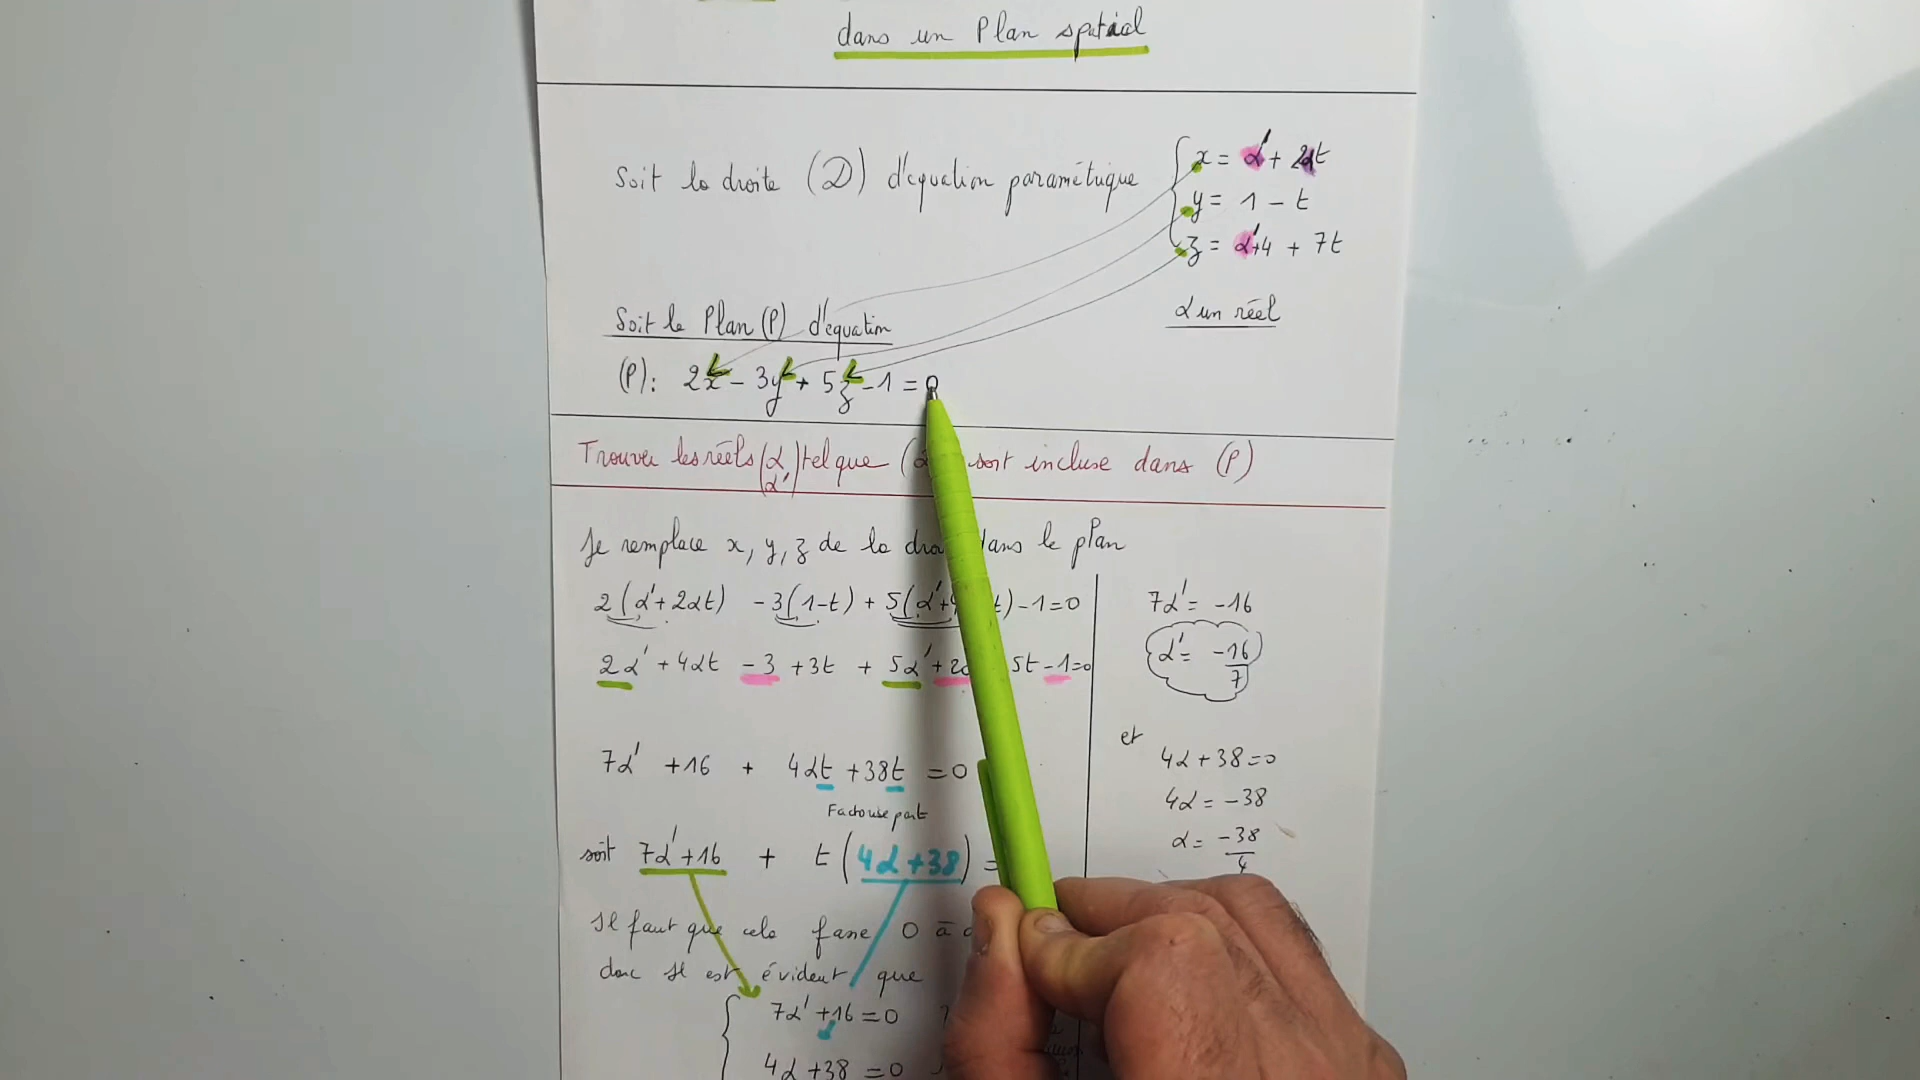 dans un Plan spatial
Soit la droite (D) d'équation paramétrique
x = α' + 2αt
y = 1 - t
z = α'+4 + 7t
α un réel
Soit le Plan (P) d'équation
(P): 2x - 3y + 5z - 1 = 0
Trouver les réels (α α') tel que ( soit incluse dans (P)
Je remplace x, y, z de la dans le plan
2(α'+2αt) -3(1-t) + 5(α'+ t) -1=0
2α' + 4αt -3 +3t + 5α' + 5t -1=0
7α' +16 + 4αt +38t =0
Factorise par t
soit 7α'+16 + t (4α+38) =
Il faut que cela fasse 0 à
donc il est évident que
7α' +16 =0
4α +38 =0
7α' = -16
α' = -16/7
et
4α + 38 =0
4α = -38
α = -38/4